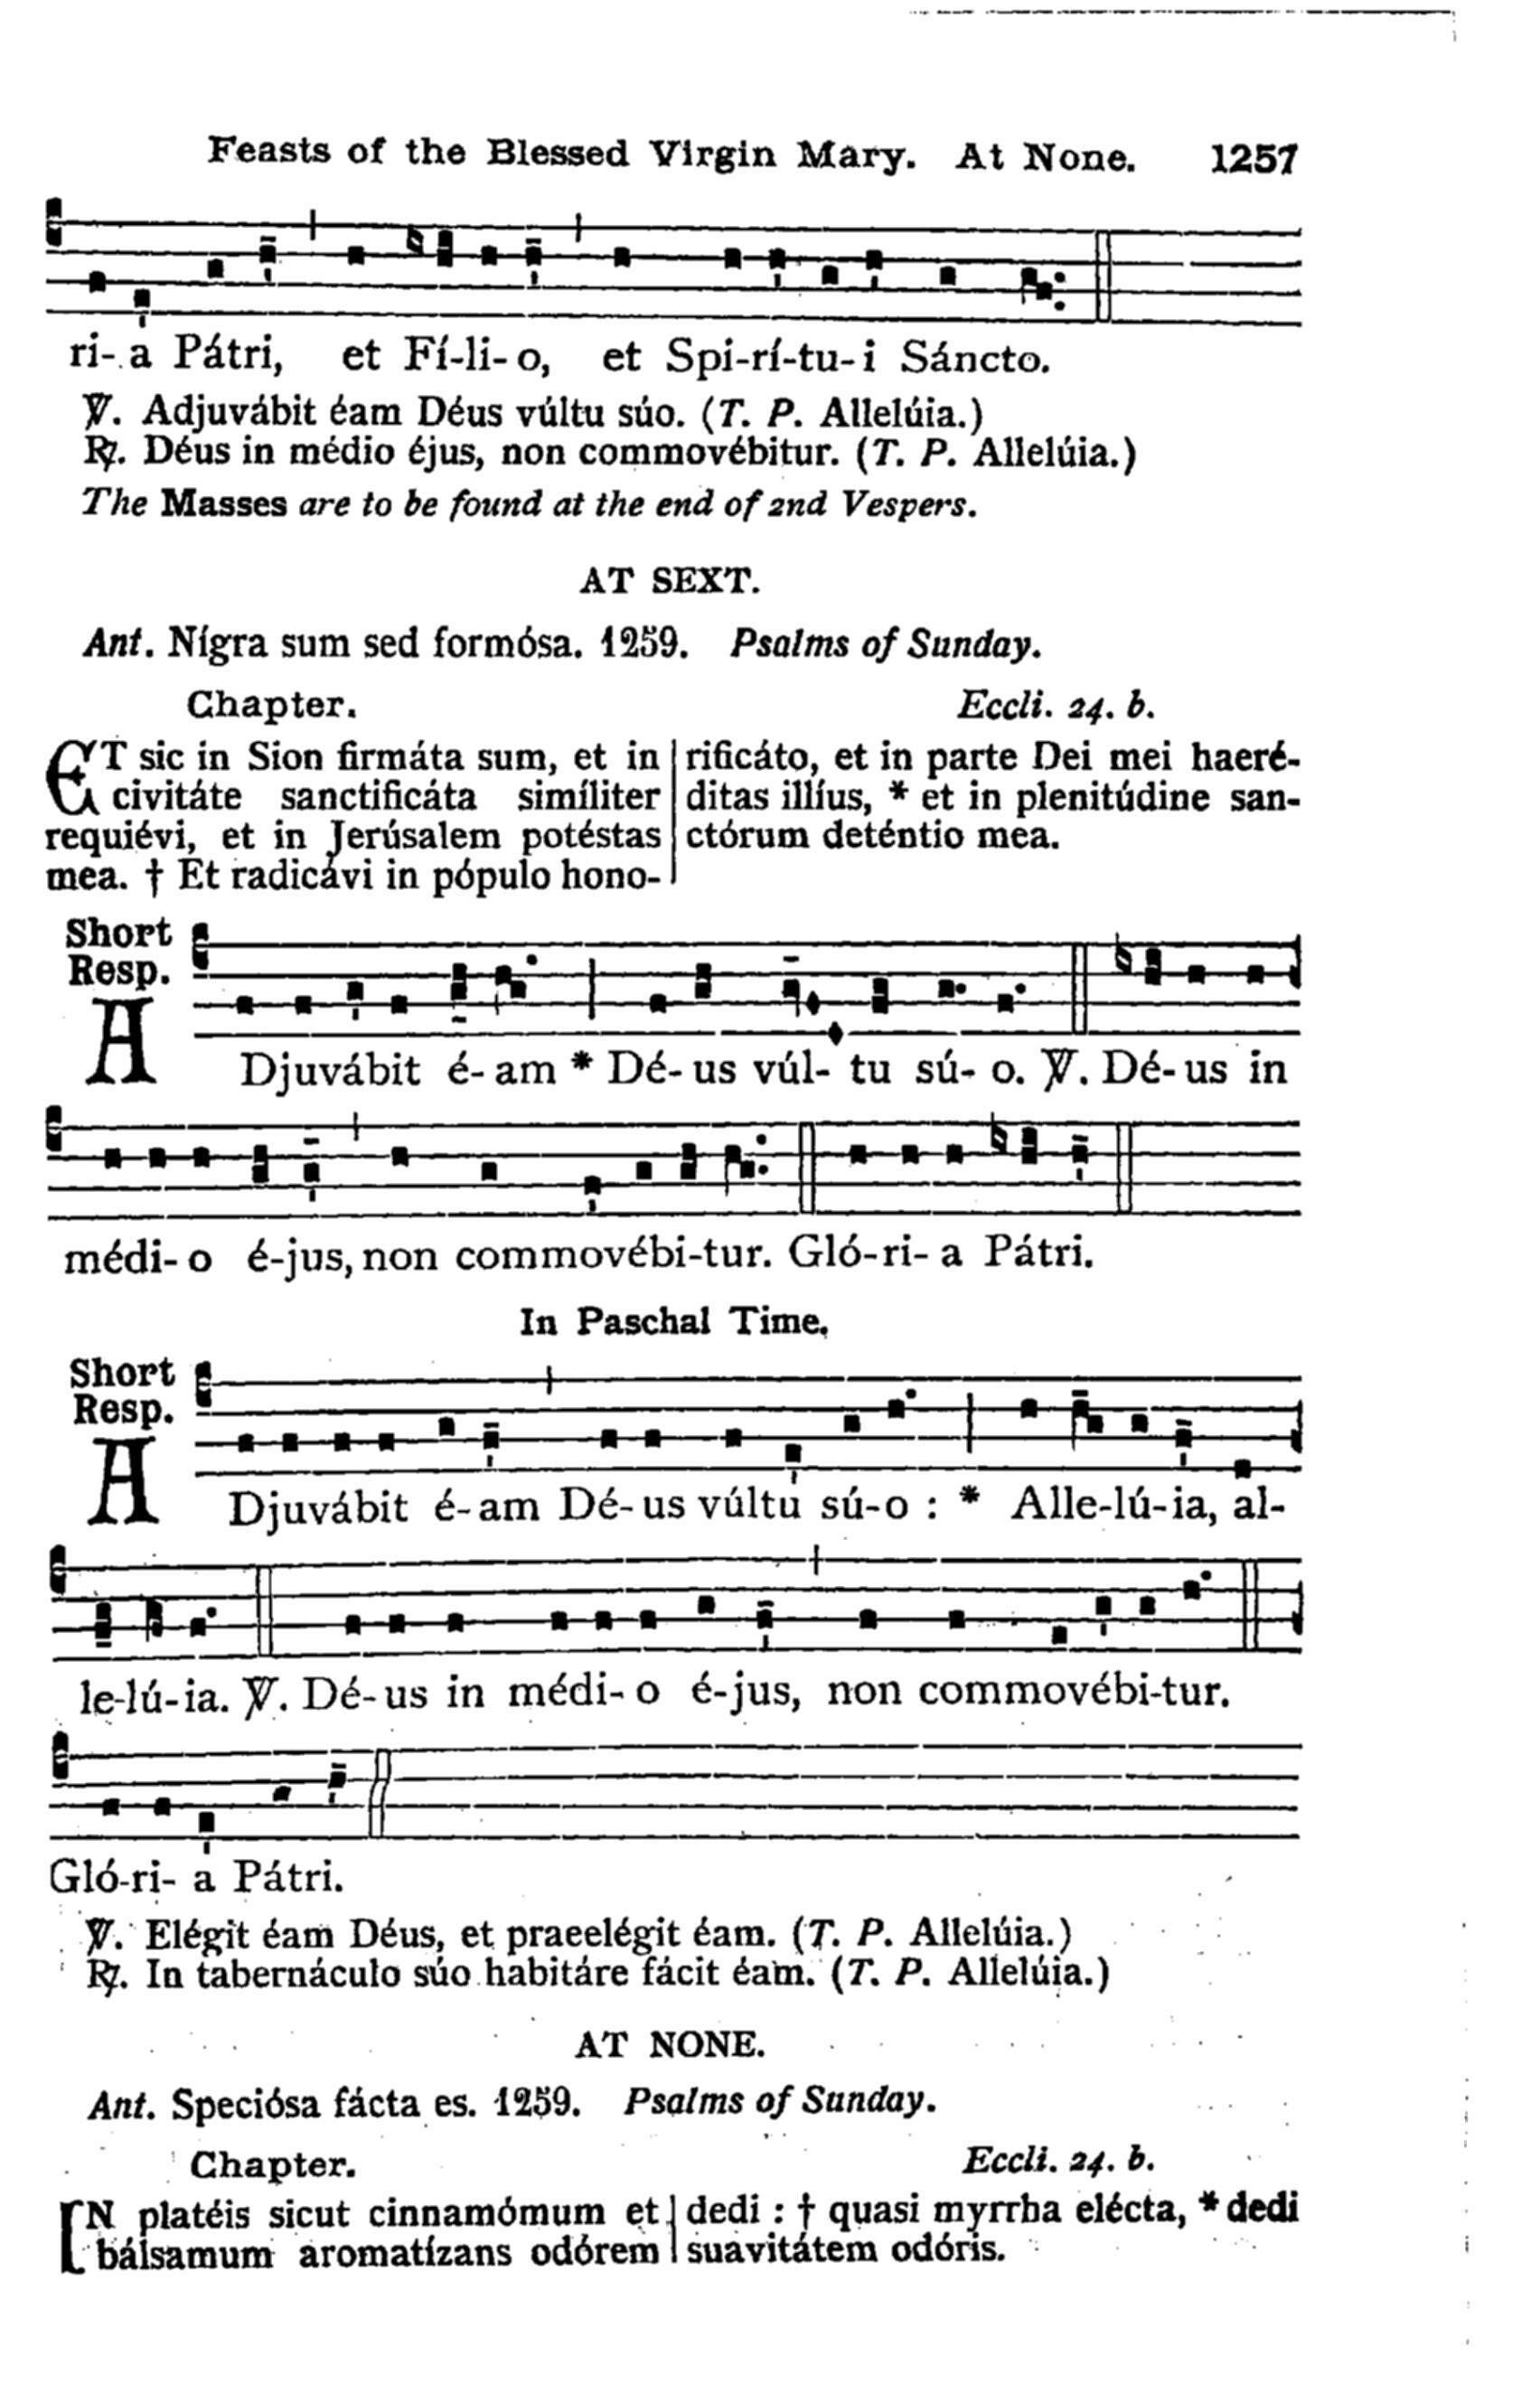 Feasts of the Blessed Virgin Mary. At None. 1257
ri- a Pátri, et Fí-li- o, et Spi-rí-tu- i Sáncto.
℣. Adjuvábit éam Déus vúltu súo. (T. P. Allelúia.)
℟. Déus in médio éjus, non commovébitur. (T. P. Allelúia.)
The Masses are to be found at the end of 2nd Vespers.
AT SEXT.
Ant. Nígra sum sed formósa. 1259. Psalms of Sunday.
Chapter. Eccli. 24. b.
ET sic in Sion firmáta sum, et in
civitáte sanctificáta simíliter
requiévi, et in Jerúsalem potéstas
mea. † Et radicávi in pópulo hono-
rificáto, et in parte Dei mei haeré-
ditas illíus, * et in plenitúdine san-
ctórum deténtio mea.
Short
Resp.
ADjuvábit é- am * Dé- us vúl- tu sú- o. ℣. Dé- us in
médi- o é-jus, non commovébi-tur. Gló-ri- a Pátri.
In Paschal Time.
Short
Resp.
ADjuvábit é- am Dé- us vúltu sú-o : * Alle-lú-ia, al-
le-lú-ia. ℣. Dé- us in médi- o é-jus, non commovébi-tur.
Gló-ri- a Pátri.
℣. Elégit éam Déus, et praeelégit éam. (T. P. Allelúia.)
℟. In tabernáculo súo habitáre fácit éam. (T. P. Allelúia.)
AT NONE.
Ant. Speciósa fácta es. 1259. Psalms of Sunday.
Chapter. Eccli. 24. b.
IN platéis sicut cinnamómum et
bálsamum aromatízans odórem
dedi : † quasi myrrha elécta, * dedi
suavitátem odóris.